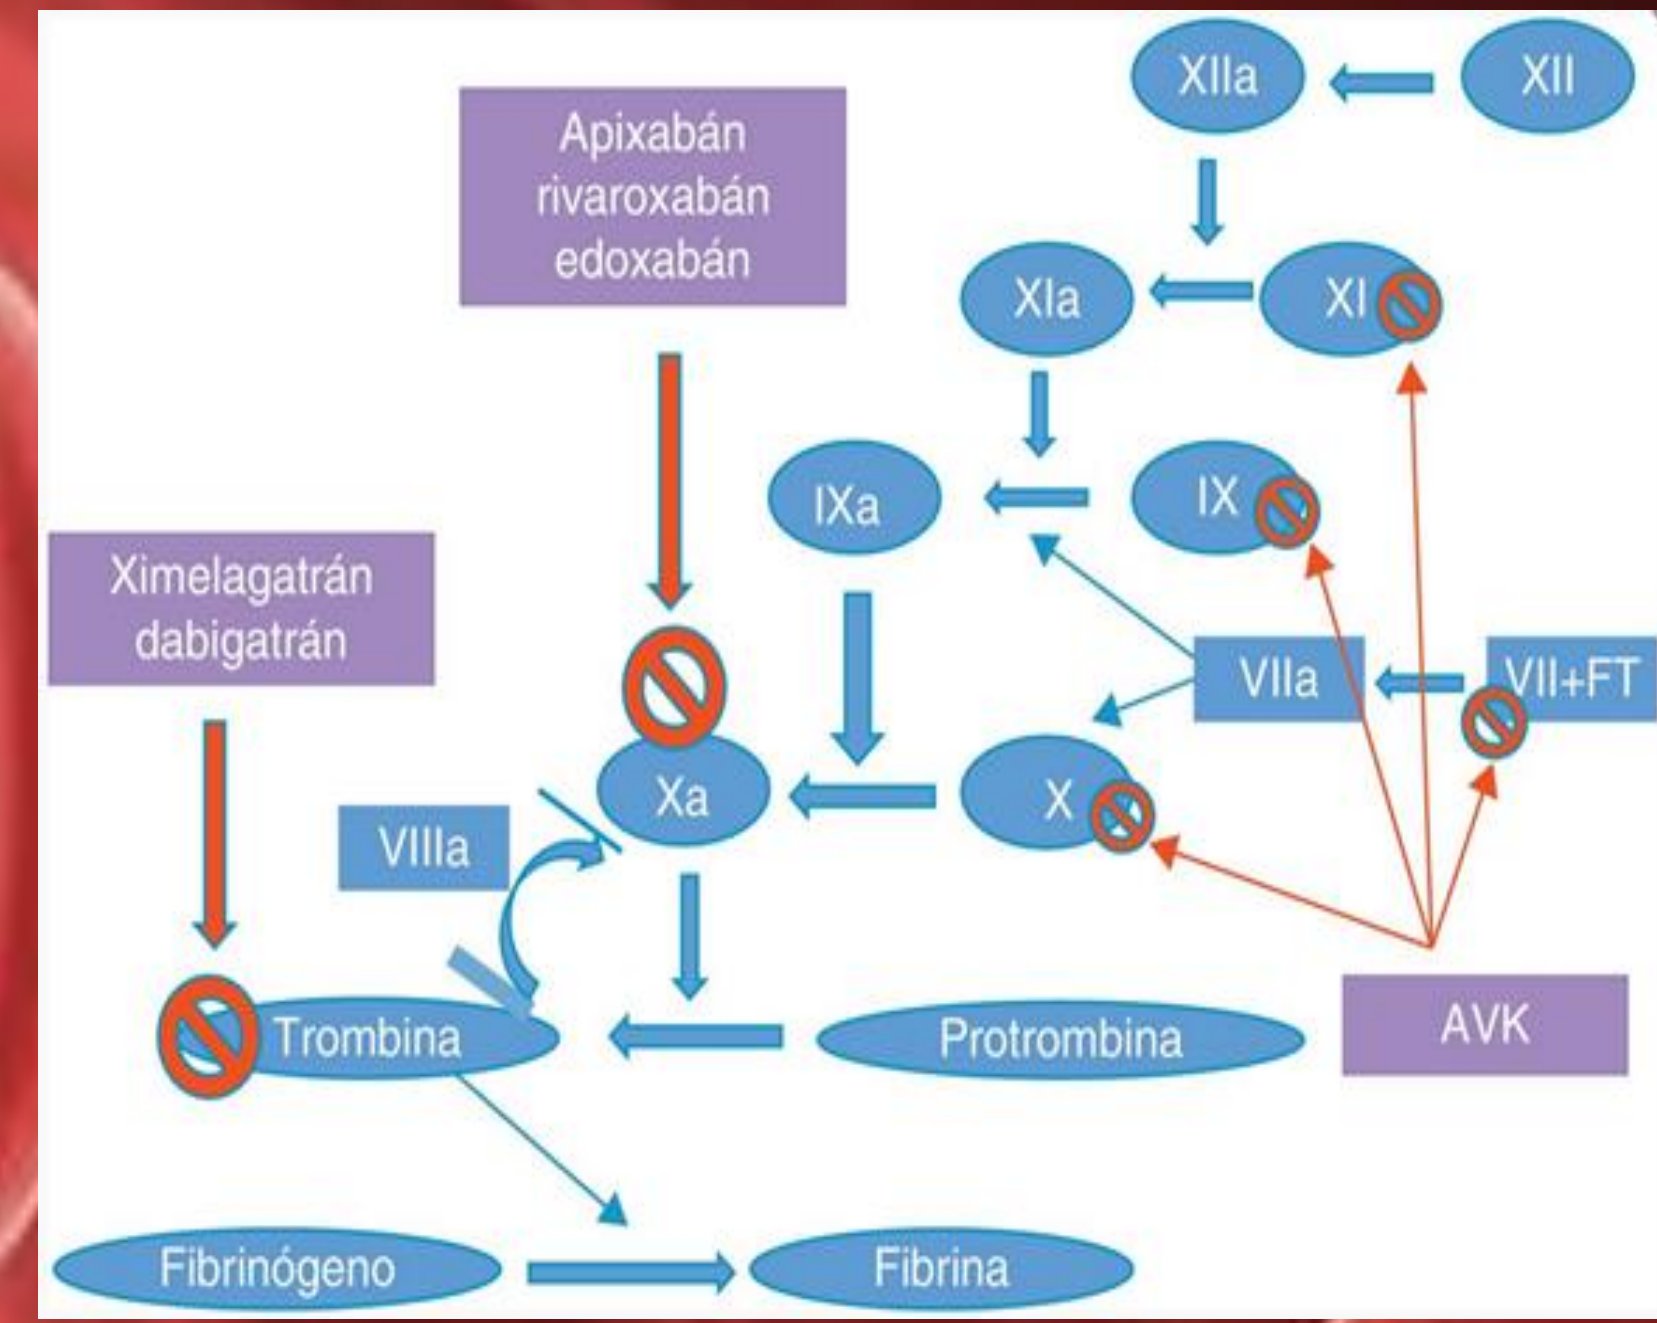 XIIa
XII
Apixabán
rivaroxabán
edoxabán
XIa
XI
IXa
IX
Ximelagatrán
dabigatrán
VIIa
VII+FT
Xa
X
VIIIa
Trombina
Protrombina
AVK
Fibrinógeno
Fibrina